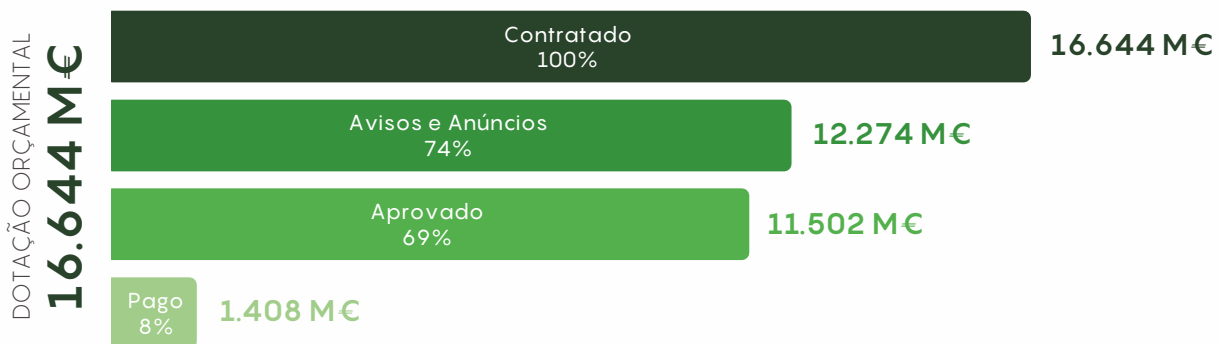 DOTAÇÃO ORÇAMENTAL
16.644 M€
Contratado
100%
16.644 M€
Avisos e Anúncios
74%
12.274 M€
Aprovado
69%
11.502 M€
Pago
8%
1.408 M€